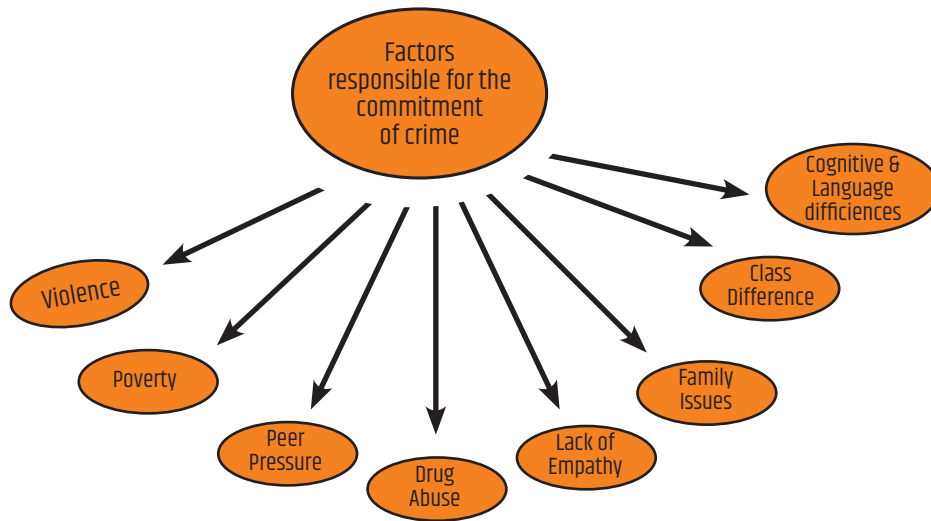 Factors
responsible for the
commitment
of crime
Cognitive &
Language
difficiences
Class
Difference
Violence
Poverty
Family
Issues
Peer
Pressure
Lack of
Empathy
Drug
Abuse